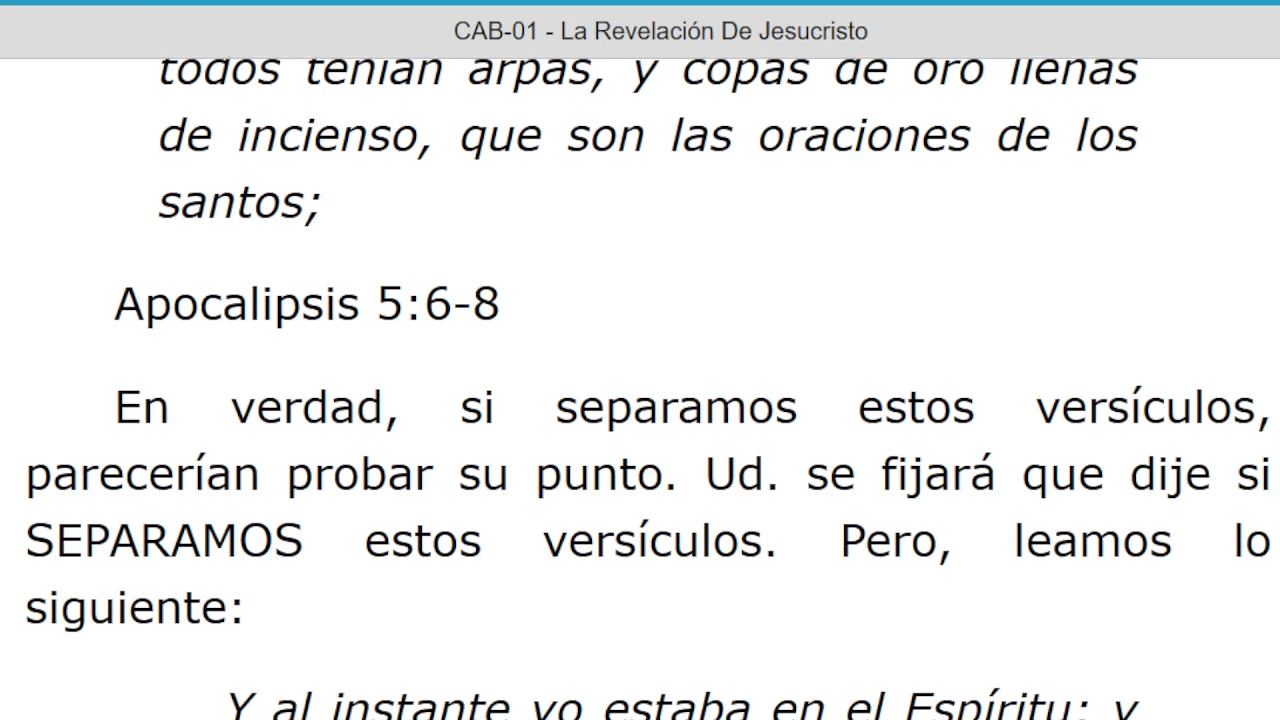 CAB-01 - La Revelación De Jesucristo
todos tenían arpas, y copas de oro llenas
de incienso, que son las oraciones de los
santos;
Apocalipsis 5:6-8
En verdad, si separamos estos versículos,
parecerían probar su punto. Ud. se fijará que dije si
SEPARAMOS estos versículos. Pero, leamos lo
siguiente:
Y al instante yo estaba en el Espíritu; y